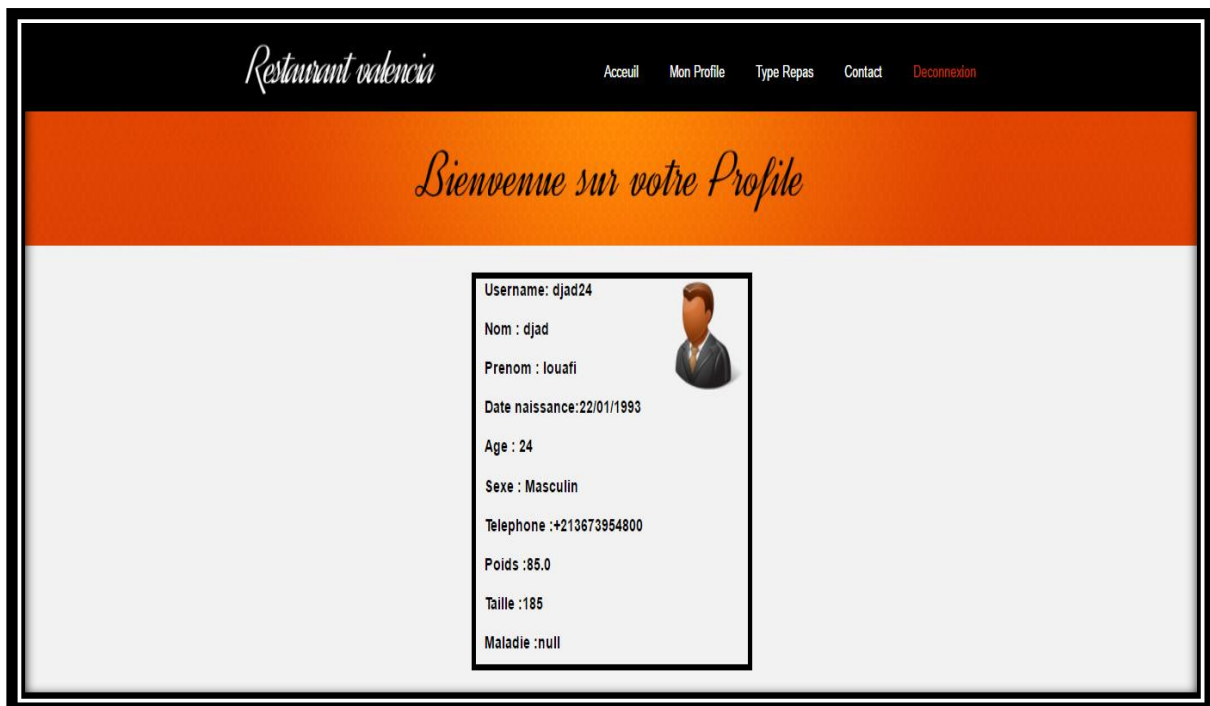 Restaurant valencia
Acceuil Mon Profile Type Repas Contact Deconnexion
Bienvenue sur votre Profile
Username: djad24
Nom : djad
Prenom : louafi
Date naissance:22/01/1993
Age : 24
Sexe : Masculin
Telephone :+213673954800
Poids :85.0
Taille :185
Maladie :null